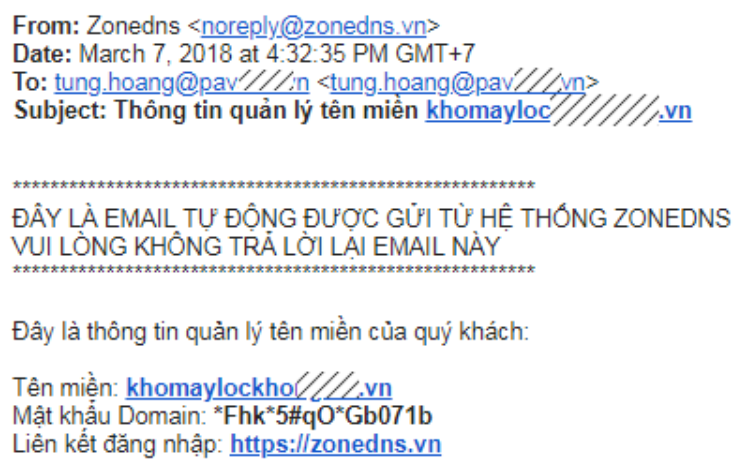 From: Zonedns <noreply@zonedns.vn>
Date: March 7, 2018 at 4:32:35 PM GMT+7
To: tung.hoang@pav n <tung.hoang@pav vn>
Subject: Thông tin quản lý tên miền khomayloc .vn
********************************************************
ĐÂY LÀ EMAIL TỰ ĐỘNG ĐƯỢC GỬI TỪ HỆ THỐNG ZONEDNS
VUI LÒNG KHÔNG TRẢ LỜI LẠI EMAIL NÀY
********************************************************
Đây là thông tin quản lý tên miền của quý khách:
Tên miền: khomaylockho .vn
Mật khẩu Domain: *Fhk*5#qO*Gb071b
Liên kết đăng nhập: https://zonedns.vn